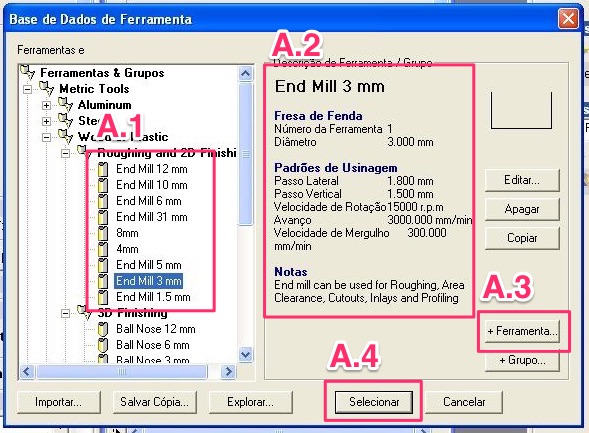 Base de Dados de Ferramenta
Ferramentas e
A.2
Descrição de Ferramenta / Grupo
Ferramentas & Grupos
Metric Tools
Aluminum
A.1
Roughing and 2D Finishi
End Mill 12 mm
End Mill 10 mm
End Mill 6 mm
End Mill 31 mm
8mm
4mm
End Mill 5 mm
End Mill 3 mm
End Mill 1.5 mm
3D Finishing
Ball Nose 12 mm
Ball Nose 6 mm
Ball Nose 3 mm
End Mill 3 mm
Fresa de Fenda
Número da Ferramenta 1
Diâmetro 3.000 mm
Padrões de Usinagem
Passo Lateral 1.800 mm
Passo Vertical 1.500 mm
Velocidade de Rotação 15000 r.p.m
Avanço 3000.000 mm/min
Velocidade de Mergulho 300.000
mm/min
Notas
End mill can be used for Roughing, Area
Clearance, Cutouts, Inlays and Profiling
Editar...
Apagar
Copiar
A.3
+ Ferramenta...
+ Grupo...
A.4
Importar...
Salvar Cópia...
Explorar...
Selecionar
Cancelar